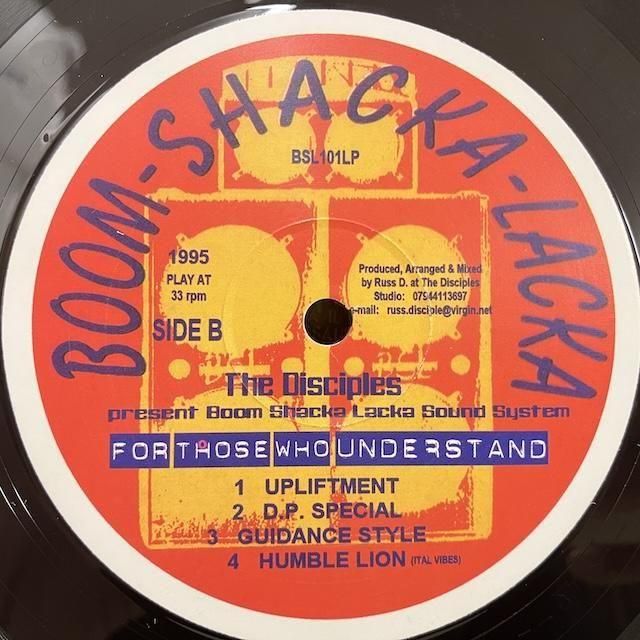 BOOM-SHACKA-LACKA
BSL101LP
1995
PLAY AT
33 rpm
SIDE B
Produced, Arranged & Mixed
by Russ D. at The Disciples
Studio: 07944113697
e-mail: russ.disciple@virgin.net
The Disciples
present Boom Shacka Lacka Sound System
FOR THOSE WHO UNDERSTAND
1 UPLIFTMENT
2 D.P. SPECIAL
3 GUIDANCE STYLE
4 HUMBLE LION (ITAL VIBES)